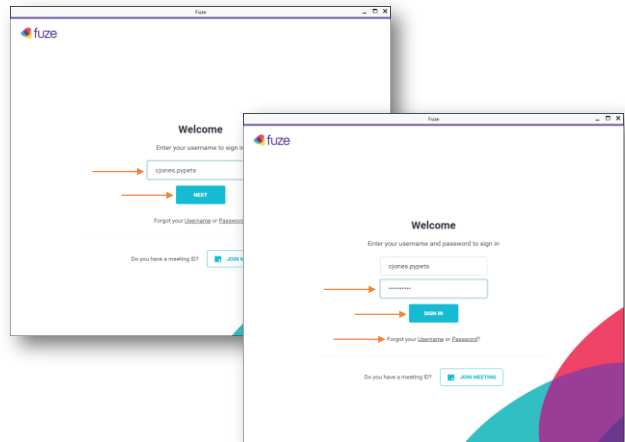 Fuze
fuze
Welcome
Enter your username to sign in
cjones.pypets
NEXT
Forgot your Username or Password
Do you have a meeting ID?
JOIN M
Fuze
fuze
Welcome
Enter your username and password to sign in
cjones.pypets
••••••••••
SIGN IN
Forgot your Username or Password?
Do you have a meeting ID?
JOIN MEETING